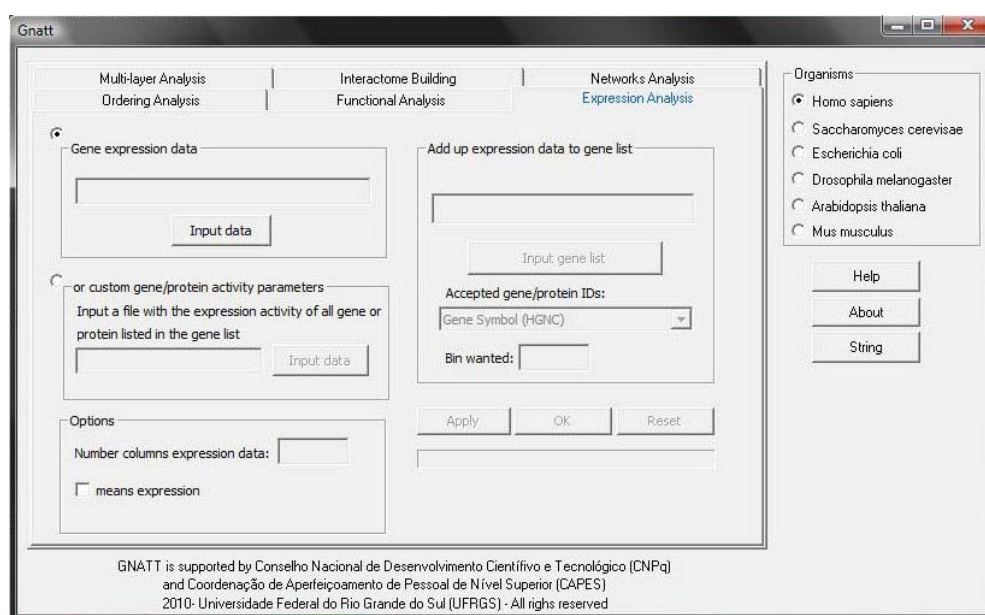 Gnatt
Multi-layer Analysis
Interactome Building
Networks Analysis
Ordering Analysis
Functional Analysis
Expression Analysis
Gene expression data
Input data
or custom gene/protein activity parameters
Input a file with the expression activity of all gene or
protein listed in the gene list
Input data
Options
Number columns expression data:
means expression
Add up expression data to gene list
Input gene list
Accepted gene/protein IDs:
Gene Symbol (HGNC)
Bin wanted:
Apply
OK
Reset
Organisms
Homo sapiens
Saccharomyces cerevisae
Escherichia coli
Drosophila melanogaster
Arabidopsis thaliana
Mus musculus
Help
About
String
GNATT is supported by Conselho Nacional de Desenvolvimento Científivo e Tecnológico (CNPq)
and Coordenação de Aperfeiçoamento de Pessoal de Nível Superior (CAPES)
2010- Universidade Federal do Rio Grande do Sul (UFRGS) - All righs reserved